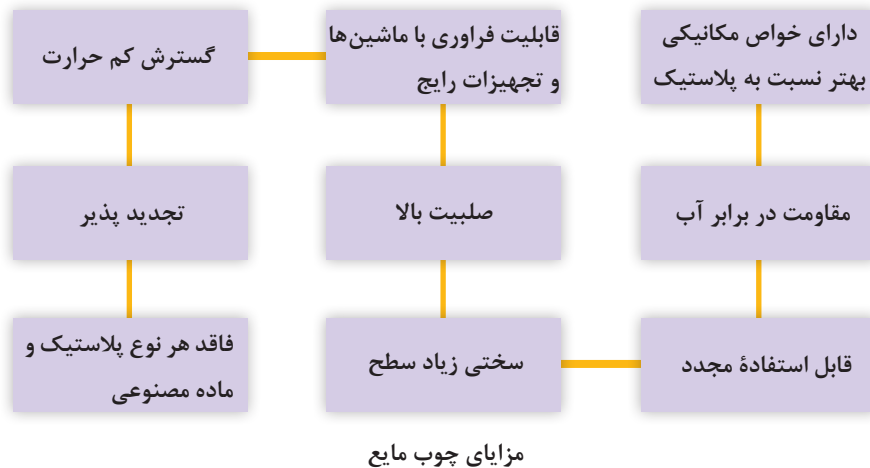 دارای خواص مکانیکی
بهتر نسبت به پلاستیک
مقاومت در برابر آب
قابل استفادهٔ مجدد
سختی زیاد سطح
صلبیت بالا
قابلیت فراوری با ماشین‌ها
و تجهیزات رایج
گسترش کم حرارت
تجدید پذیر
فاقد هر نوع پلاستیک و
ماده مصنوعی
مزایای چوب مایع